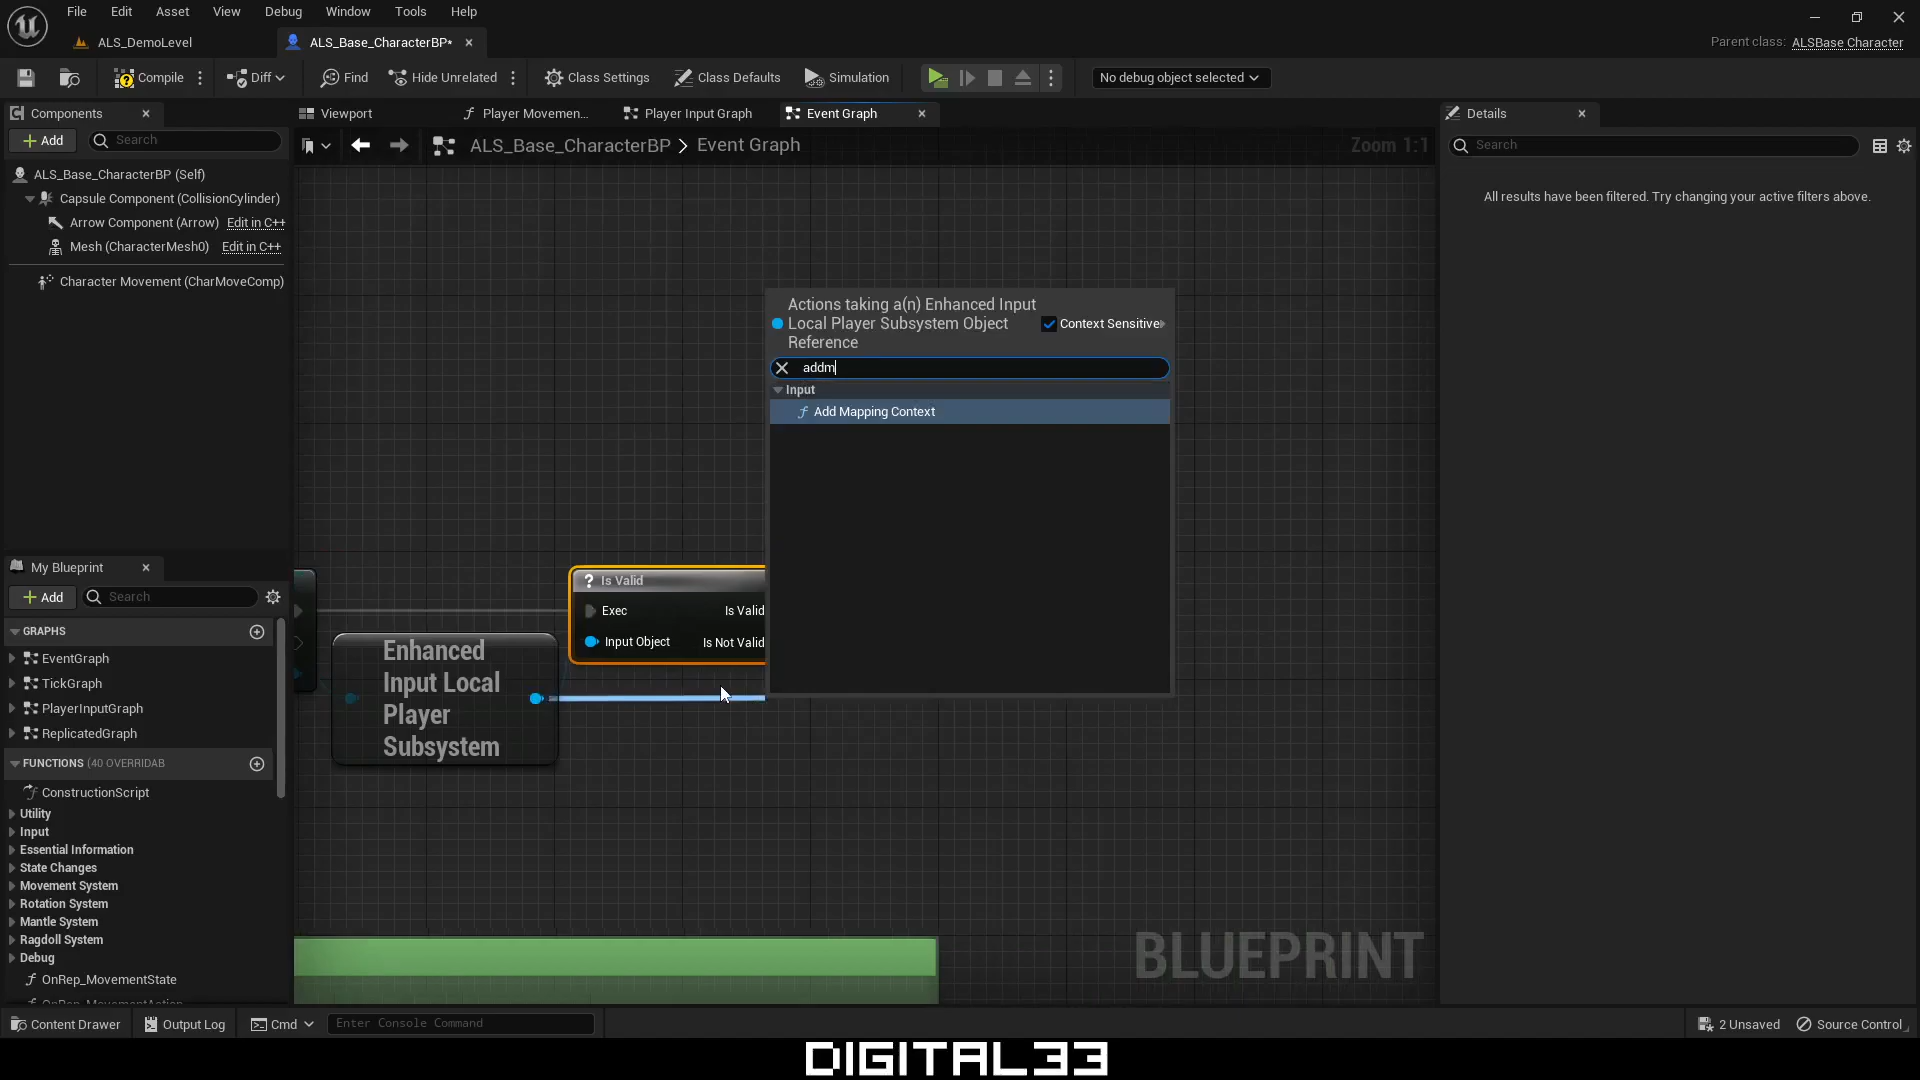 File Edit Asset View Debug Window Tools Help
ALS_DemoLevel
ALS_Base_CharacterBP*
Parent class: ALSBase Character
Compile
Diff
Find
Hide Unrelated
Class Settings
Class Defaults
Simulation
No debug object selected
Components
Add
Search
ALS_Base_CharacterBP (Self)
Capsule Component (CollisionCylinder)
Arrow Component (Arrow) Edit in C++
Mesh (CharacterMesh0) Edit in C++
Character Movement (CharMoveComp)
Viewport
Player Movemen...
Player Input Graph
Event Graph
ALS_Base_CharacterBP > Event Graph
Zoom 1:1
Actions taking a(n) Enhanced Input
Local Player Subsystem Object
Reference
Context Sensitive
addm
Input
Add Mapping Context
Is Valid
Exec
Is Valid
Input Object
Is Not Valid
Enhanced
Input Local
Player
Subsystem
BLUEPRINT
Details
Search
All results have been filtered. Try changing your active filters above.
My Blueprint
Add
Search
GRAPHS
EventGraph
TickGraph
PlayerInputGraph
ReplicatedGraph
FUNCTIONS (40 OVERRIDAB
ConstructionScript
Utility
Input
Essential Information
State Changes
Movement System
Rotation System
Mantle System
Ragdoll System
Debug
OnRep_MovementState
OnRep_MovementAction
Content Drawer
Output Log
Cmd
Enter Console Command
2 Unsaved
Source Control
DIGITAL33